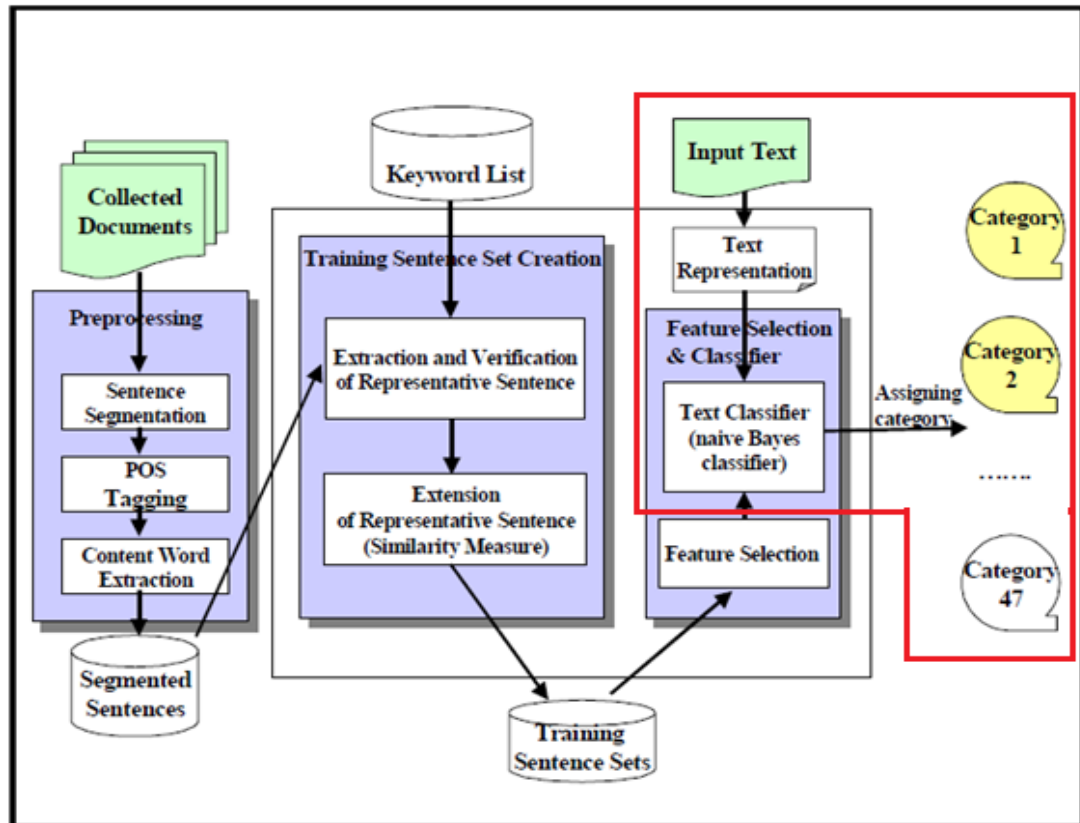 Collected
Documents
Preprocessing
Sentence
Segmentation
POS
Tagging
Content Word
Extraction
Segmented
Sentences
Keyword List
Training Sentence Set Creation
Extraction and Verification
of Representative Sentence
Extension
of Representative Sentence
(Similarity Measure)
Training
Sentence Sets
Input Text
Text
Representation
Feature Selection
& Classifier
Text Classifier
(naive Bayes
classifier)
Feature Selection
Assigning
category
Category
1
Category
2
.......
Category
47